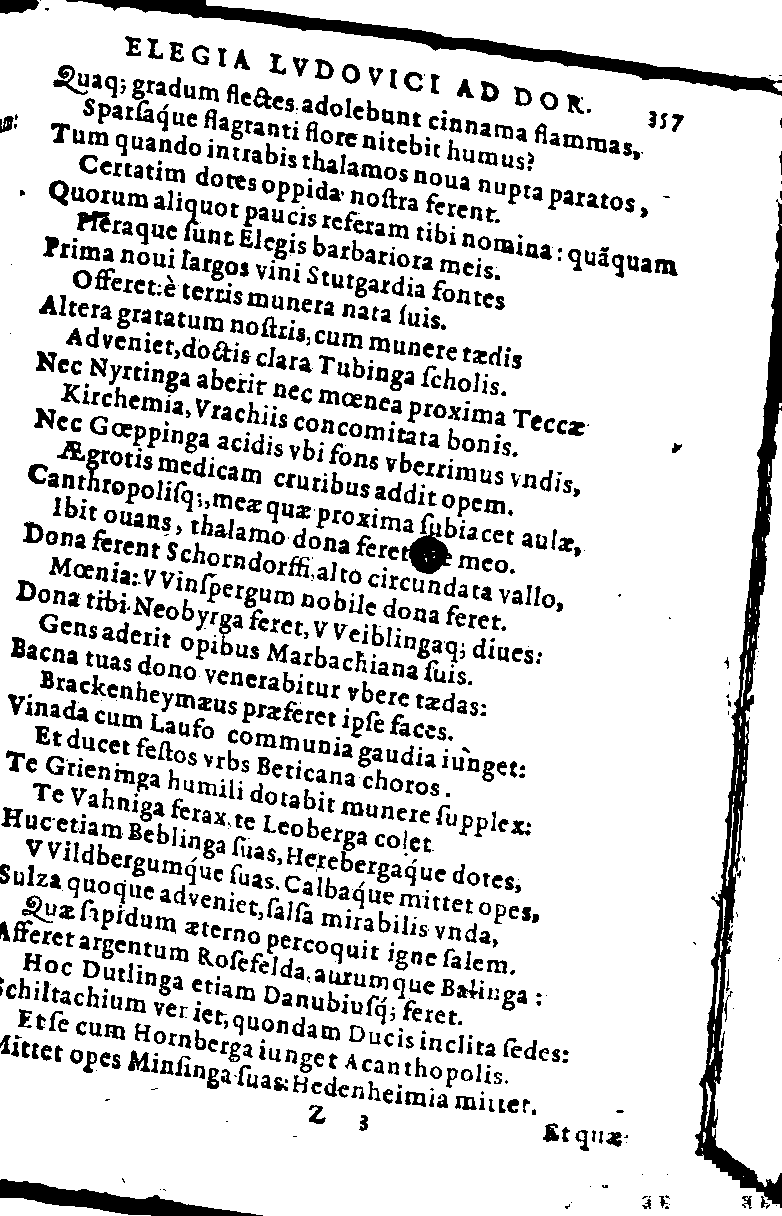 ELEGIA LVDOVICI AD DOR. 357
Quaq; gradum flectes adolebunt cinnama flammas,
Sparſaq́ue flagranti flore nitebit humus?
Tum quando intrabis thalamos noua nupta paratos,
Certatim dotes oppida noſtra ferent.
Quorum aliquot paucis referam tibi nomina: quãquam
Pleraque ſunt Elegis barbariora meis.
Prima noui largos vini Stutgardia fontes
Offeret: è terris munera nata ſuis.
Altera gratatum noſtris, cum munere tædis
Adveniet, doctis clara Tubinga ſcholis.
Nec Nyrtinga aberit nec mœnea proxima Teccæ
Kirchemia, Vrachiis concomitata bonis.
Nec Gœppinga acidis vbi fons vberrimus vndis,
Ægrotis medicam cruribus addit opem.
Canthropoliſq;, meæ quæ proxima ſubiacet aulæ,
Ibit ouans, thalamo dona feret meo.
Dona ferent Schorndorffi, alto circundata vallo,
Mœnia: VVinſpergum nobile dona feret.
Dona tibi Neobyrga feret, VVeiblingaq; diues:
Gens aderit opibus Marbachiana ſuis.
Bacna tuas dono venerabitur vbere tædas:
Brackenheymæus præferet ipſe faces.
Vinada cum Laufo communia gaudia iunget:
Et ducet feſtos vrbs Beticana choros.
Te Grieninga humili dotabit munere ſupplex:
Te Vahniga ferax, te Leoberga colet
Huc etiam Beblinga ſuas, Herebergaq́ue dotes,
VVildbergumq́ue ſuas. Calbaq́ue mittet opes,
Sulza quoque adveniet, ſalſa mirabilis vnda,
Quæ ſapidum æterno percoquit igne ſalem.
Afferet argentum Roſefelda, aurumque Balinga:
Hoc Dutlinga etiam Danubiuſq́; feret.
Schiltachium veniet, quondam Ducis inclita ſedes:
Et ſe cum Hornberga iunget Acanthopolis.
Mittet opes Minſinga ſuas: Hedenheimia mittet.
Z 3
Et quæ